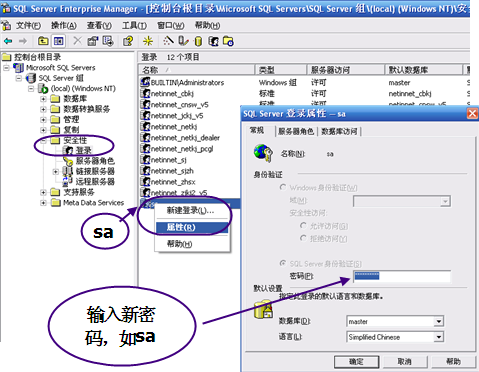 SQL Server Enterprise Manager - [控制台根目录\Microsoft SQL Servers\SQL Server 组\(local) (Windows NT)\安
文件(F) 操作(A) 查看(V) 工具(T) 窗口(W) 帮助(H)
控制台根目录
Microsoft SQL Servers
SQL Server 组
(local) (Windows NT)
数据库
数据转换服务
管理
复制
安全性
登录
服务器角色
链接服务器
远程服务器
支持服务
Meta Data Services
登录 12 个项目
名称 类型 服务器访问 默认数据库 默认
BUILTIN\Administrators Windows 组 许可 master
netinnet_cbkj 标准 许可 netinnet_cbkj
netinnet_cnsw_v5 标准 许可 netinnet_cnsw_v5
netinnet_jckj_v5
netinnet_netkj
netinnet_netkj_dealer
netinnet_netkj_pcgl
netinnet_sj
netinnet_sjzh
netinnet_zhsx
netinnet_zjkj2_v5
新建登录(L)...
属性(R)
帮助(H)
sa
输入新密
码，如sa
SQL Server 登录属性 - sa
常规 服务器角色 数据库访问
名称(N): sa
身份验证
Windows 身份验证(W)
域(M)
安全性访问
允许访问(G)
拒绝访问(Y)
SQL Server 身份验证(S)
密码(P):
默认设置
指定此登录的默认语言和数据库。
数据库(D): master
语言(L): Simplified Chinese
确定 取消 帮助